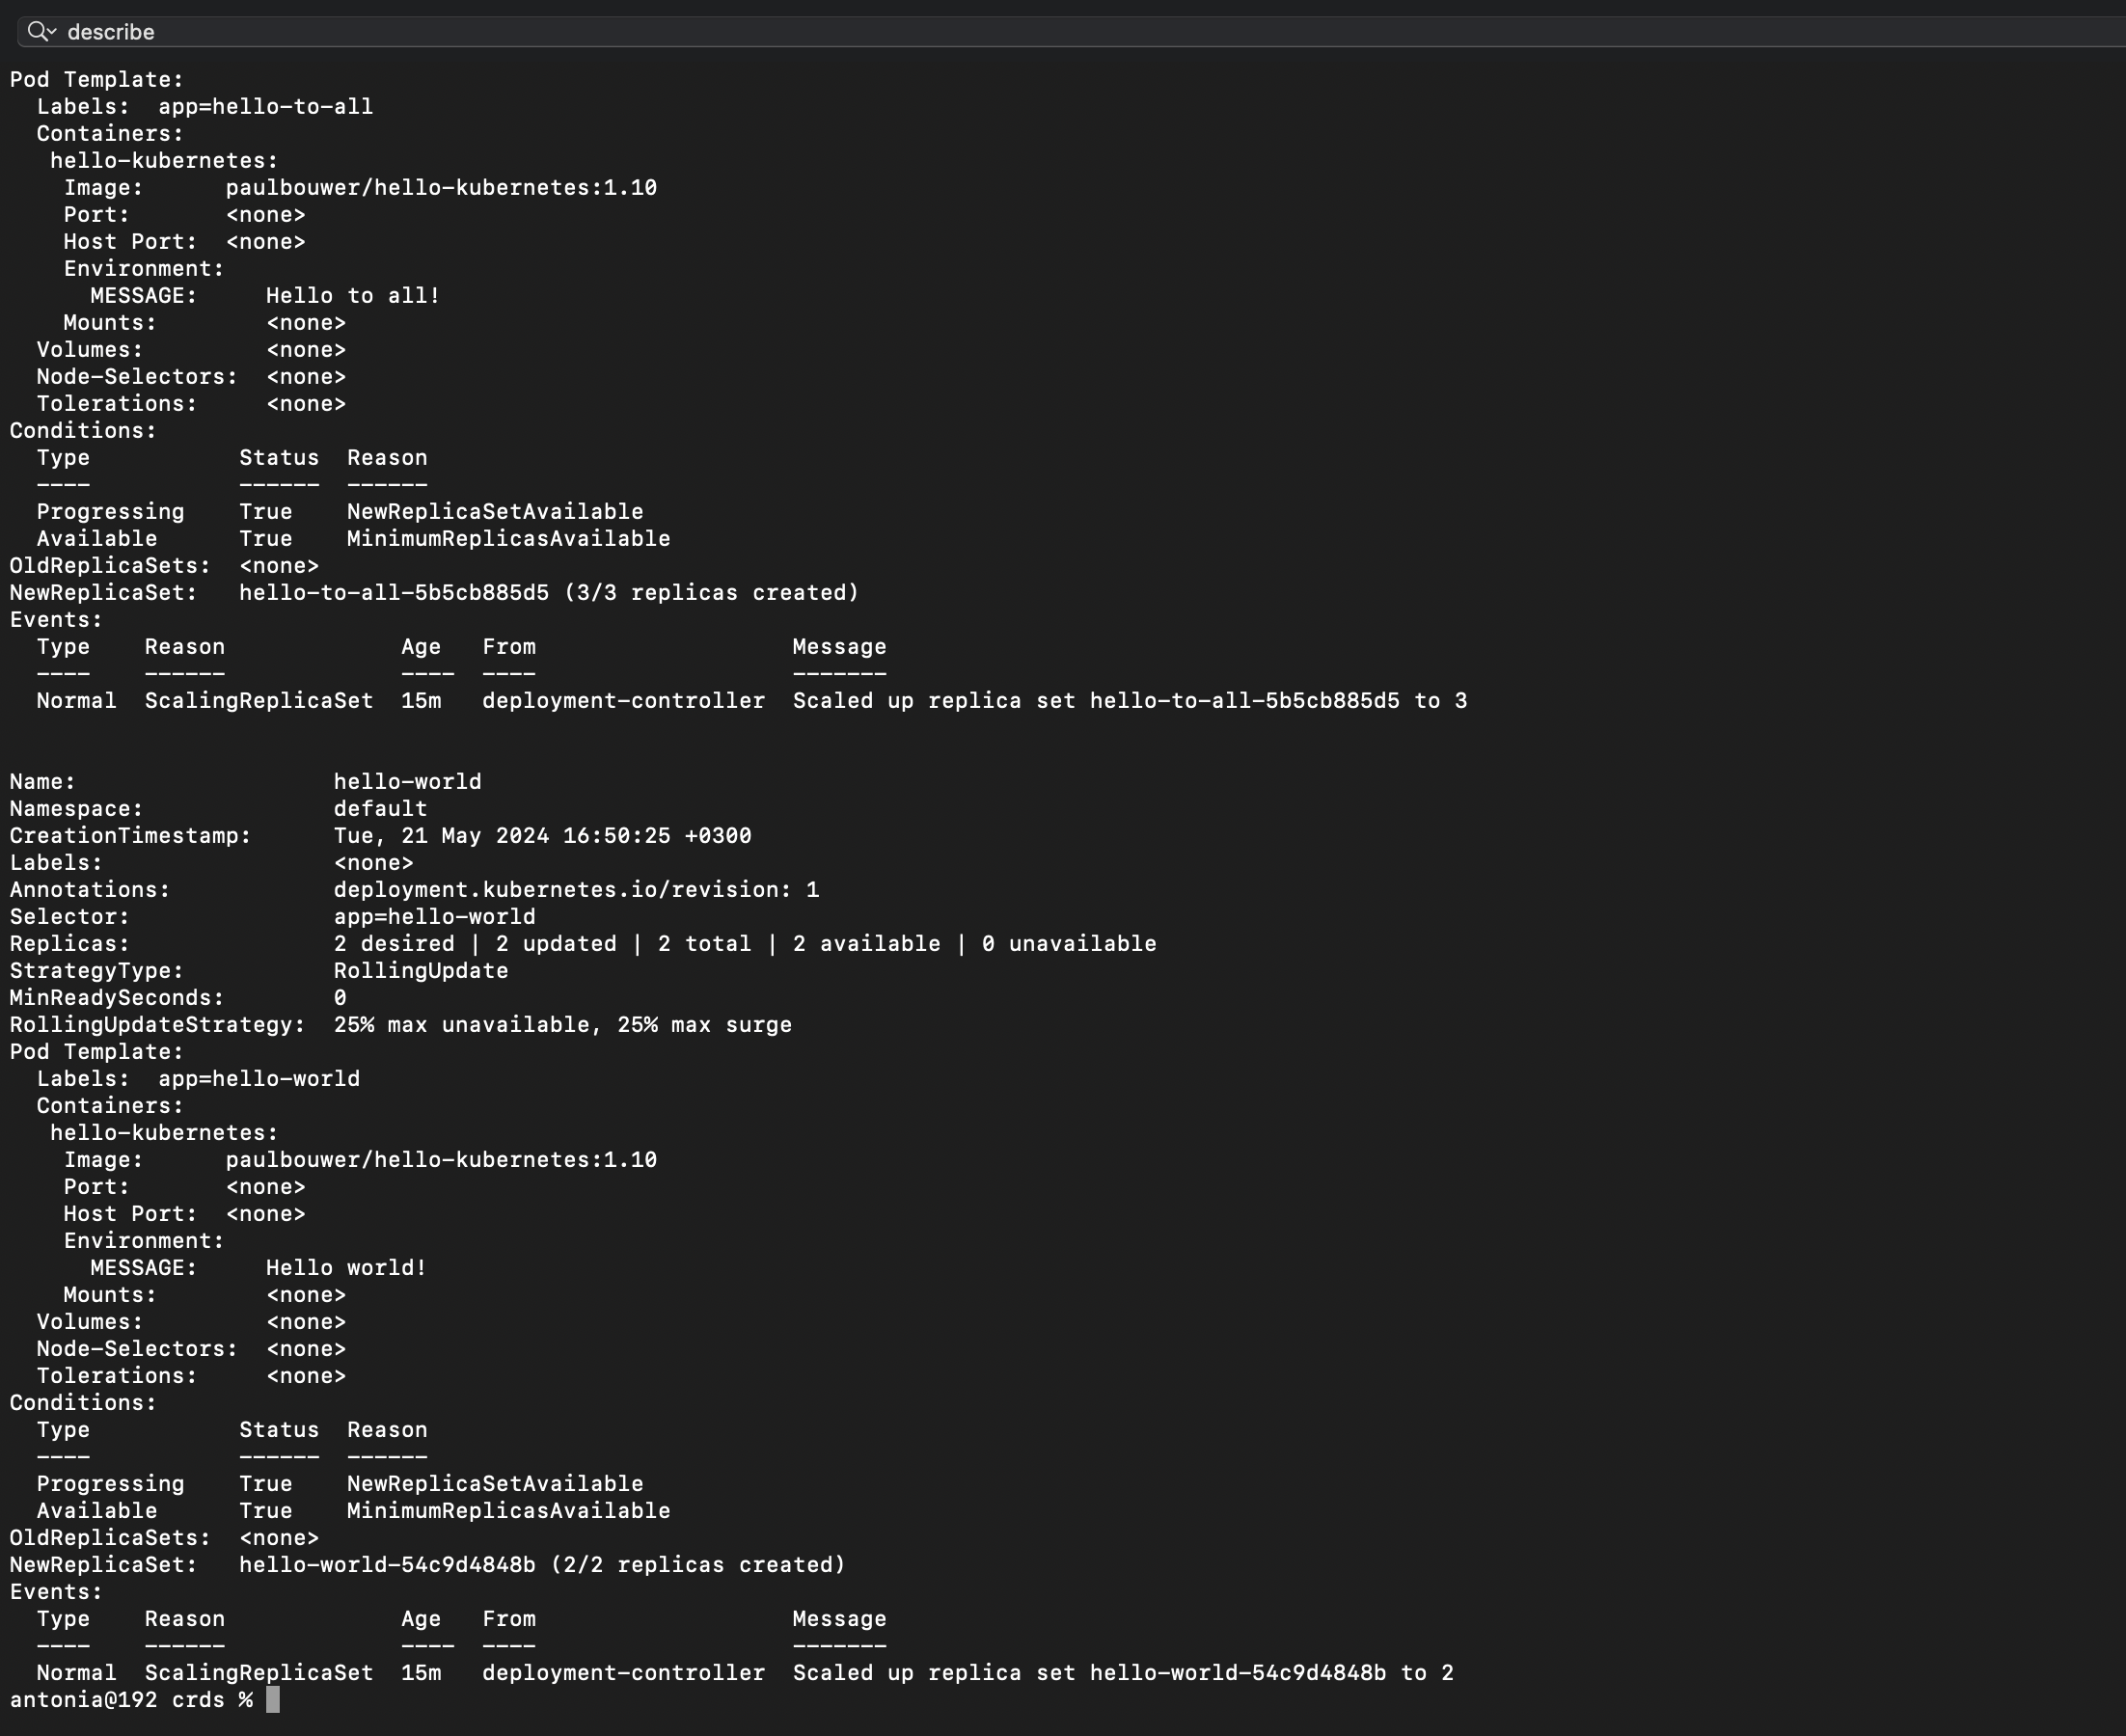 describe
Pod Template:
  Labels:  app=hello-to-all
  Containers:
   hello-kubernetes:
    Image:      paulbouwer/hello-kubernetes:1.10
    Port:       <none>
    Host Port:  <none>
    Environment:
      MESSAGE:     Hello to all!
    Mounts:        <none>
  Volumes:         <none>
  Node-Selectors:  <none>
  Tolerations:     <none>
Conditions:
  Type           Status  Reason
  ----           ------  ------
  Progressing    True    NewReplicaSetAvailable
  Available      True    MinimumReplicasAvailable
OldReplicaSets:  <none>
NewReplicaSet:   hello-to-all-5b5cb885d5 (3/3 replicas created)
Events:
  Type    Reason             Age   From                   Message
  ----    ------             ----  ----                   -------
  Normal  ScalingReplicaSet  15m   deployment-controller  Scaled up replica set hello-to-all-5b5cb885d5 to 3
Name:                   hello-world
Namespace:              default
CreationTimestamp:      Tue, 21 May 2024 16:50:25 +0300
Labels:                 <none>
Annotations:            deployment.kubernetes.io/revision: 1
Selector:               app=hello-world
Replicas:               2 desired | 2 updated | 2 total | 2 available | 0 unavailable
StrategyType:           RollingUpdate
MinReadySeconds:        0
RollingUpdateStrategy:  25% max unavailable, 25% max surge
Pod Template:
  Labels:  app=hello-world
  Containers:
   hello-kubernetes:
    Image:      paulbouwer/hello-kubernetes:1.10
    Port:       <none>
    Host Port:  <none>
    Environment:
      MESSAGE:     Hello world!
    Mounts:        <none>
  Volumes:         <none>
  Node-Selectors:  <none>
  Tolerations:     <none>
Conditions:
  Type           Status  Reason
  ----           ------  ------
  Progressing    True    NewReplicaSetAvailable
  Available      True    MinimumReplicasAvailable
OldReplicaSets:  <none>
NewReplicaSet:   hello-world-54c9d4848b (2/2 replicas created)
Events:
  Type    Reason             Age   From                   Message
  ----    ------             ----  ----                   -------
  Normal  ScalingReplicaSet  15m   deployment-controller  Scaled up replica set hello-world-54c9d4848b to 2
antonia@192 crds %